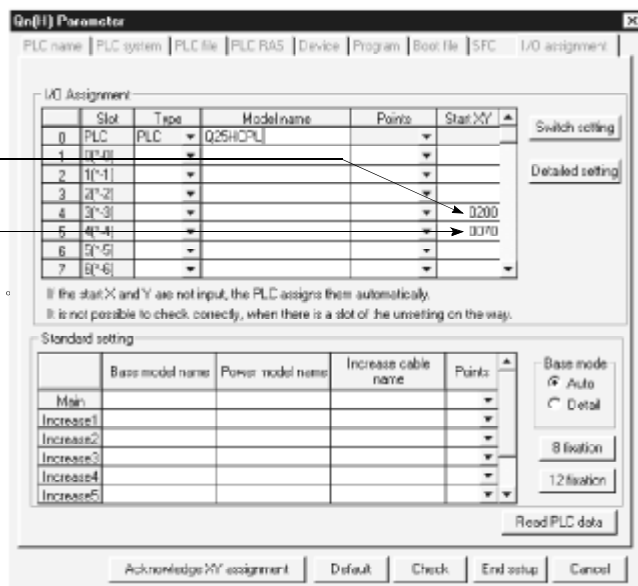 Qn(H) Parameter
PLC name PLC system PLC file PLC RAS Device Program Boot file SFC I/O assignment
I/O Assignment
Slot Type Model name Points Start XY
0 PLC PLC Q25HCPU
1 0(*-0)
2 1(*-1)
3 2(*-2)
4 3(*-3) 0200
5 4(*-4) 0070
6 5(*-5)
7 6(*-6)
Switch setting
Detailed setting
If the start X and Y are not input, the PLC assigns them automatically.
It is not possible to check correctly, when there is a slot of the unsetting on the way.
Standard setting
Base model name Power model name Increase cable name Points
Main
Increase1
Increase2
Increase3
Increase4
Increase5
Base mode
Auto
Detail
8 fixation
12 fixation
Read PLC data
Acknowledge XY assignment Default Check End setup Cancel